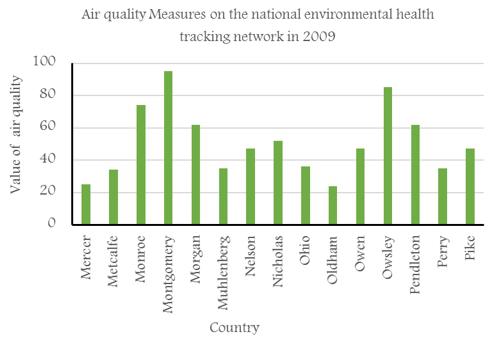 Air quality Measures on the national environmental health
tracking network in 2009
Value of air quality
100
80
60
40
20
0
Mercer
Metcalfe
Monroe
Montgomery
Morgan
Muhlenberg
Nelson
Nicholas
Ohio
Oldham
Owen
Owsley
Pendleton
Perry
Pike
Country